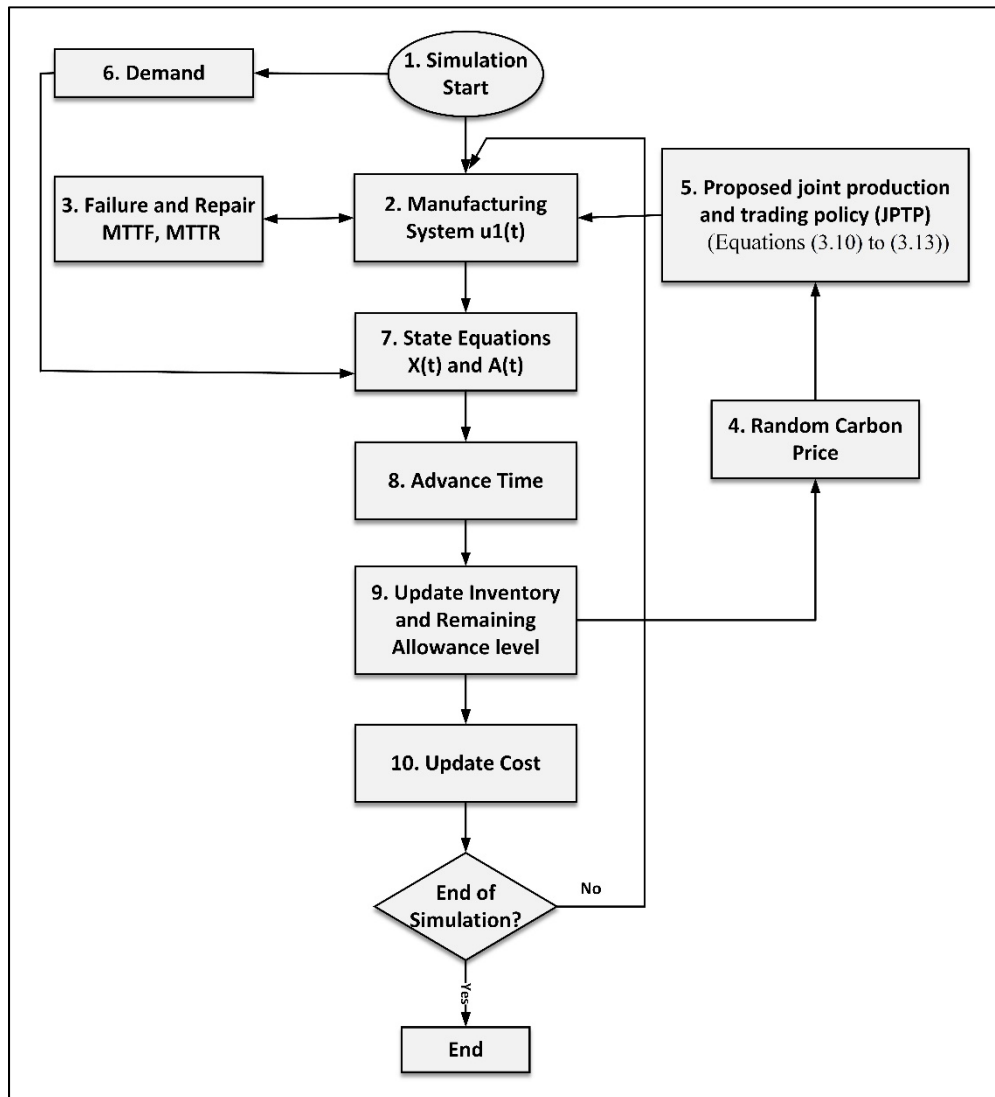 1. Simulation
Start
6. Demand
5. Proposed joint production
and trading policy (JPTP)
(Equations (3.10) to (3.13))
3. Failure and Repair
MTTF, MTTR
2. Manufacturing
System u1(t)
7. State Equations
X(t) and A(t)
4. Random Carbon
Price
8. Advance Time
9. Update Inventory
and Remaining
Allowance level
10. Update Cost
End of
Simulation?
No
Yes
End